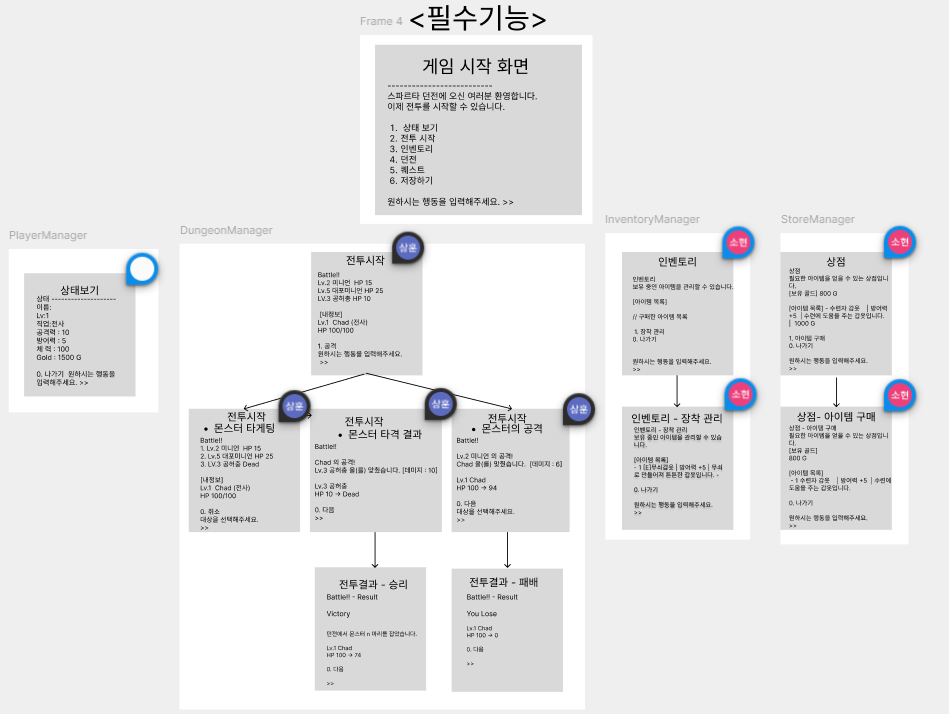 Frame 4
<필수기능>
게임 시작 화면
---------------------------
스파르타 던전에 오신 여러분 환영합니다.
이제 전투를 시작할 수 있습니다.
1. 상태 보기
2. 전투 시작
3. 인벤토리
4. 던전
5. 퀘스트
6. 저장하기
원하시는 행동을 입력해주세요. >>
PlayerManager
상태보기
상태 --------------------
이름:
Lv:1
직업:전사
공격력 : 10
방어력 : 5
체 력 : 100
Gold : 1500 G
0. 나가기 원하시는 행동을
입력해주세요. >>
DungeonManager
상훈
전투시작
Battle!!
Lv.2 미니언 HP 15
Lv.5 대포미니언 HP 25
LV.3 공허충 HP 10
[내정보]
Lv.1 Chad (전사)
HP 100/100
1. 공격
원하시는 행동을 입력해주세요.
>>
상훈
전투시작
• 몬스터 타게팅
Battle!!
1. Lv.2 미니언 HP 15
2. Lv.5 대포미니언 HP 25
3. LV.3 공허충 Dead
[내정보]
Lv.1 Chad (전사)
HP 100/100
0. 취소
대상을 선택해주세요.
>>
상훈
전투시작
• 몬스터 타격 결과
Battle!!
Chad 의 공격!
Lv.3 공허충 을(를) 맞췄습니다. [데미지 : 10]
Lv.3 공허충
HP 10 → Dead
0. 다음
>>
상훈
전투시작
• 몬스터의 공격
Battle!!
Lv.2 미니언 의 공격!
Chad 을(를) 맞췄습니다. [데미지 : 6]
Lv.1 Chad
HP 100 → 94
0. 다음
대상을 선택해주세요.
>>
전투결과 - 승리
Battle!! - Result
Victory
던전에서 몬스터 n 마리를 잡았습니다.
Lv.1 Chad
HP 100 → 74
0. 다음
>>
전투결과 - 패배
Battle!! - Result
You Lose
Lv.1 Chad
HP 100 → 0
0. 다음
>>
InventoryManager
소현
인벤토리
인벤토리
보유 중인 아이템을 관리할 수 있습니다.
[아이템 목록]
// 구매한 아이템 목록
1. 장착 관리
0. 나가기
원하시는 행동을 입력해주세요.
>>
소현
인벤토리 - 장착 관리
인벤토리 - 장착 관리
보유 중인 아이템을 관리할 수 있습
니다.
[아이템 목록]
- 1 [E]무쇠갑옷 | 방어력 +5 | 무쇠
로 만들어져 튼튼한 갑옷입니다. -
0. 나가기
원하시는 행동을 입력해주세요.
>>
StoreManager
소현
상점
상점
필요한 아이템을 얻을 수 있는 상점입니
다.
[보유 골드] 800 G
[아이템 목록] - 수련자 갑옷 | 방어력
+5 | 수련에 도움을 주는 갑옷입니다.
| 1000 G
1. 아이템 구매
0. 나가기
원하시는 행동을 입력해주세요.
>>
소현
상점- 아이템 구매
상점 - 아이템 구매
필요한 아이템을 얻을 수 있는 상점입니
다.
[보유 골드]
800 G
[아이템 목록]
- 1 수련자 갑옷 | 방어력 +5 | 수련에
도움을 주는 갑옷입니다.
0. 나가기
원하시는 행동을 입력해주세요.
>>